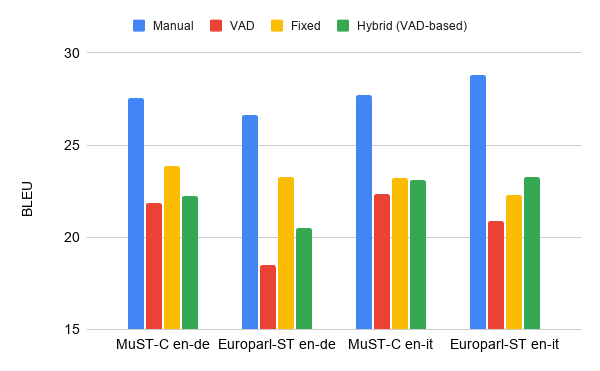 Manual VAD Fixed Hybrid (VAD-based)
30
25
20
15
BLEU
MuST-C en-de Europarl-ST en-de MuST-C en-it Europarl-ST en-it